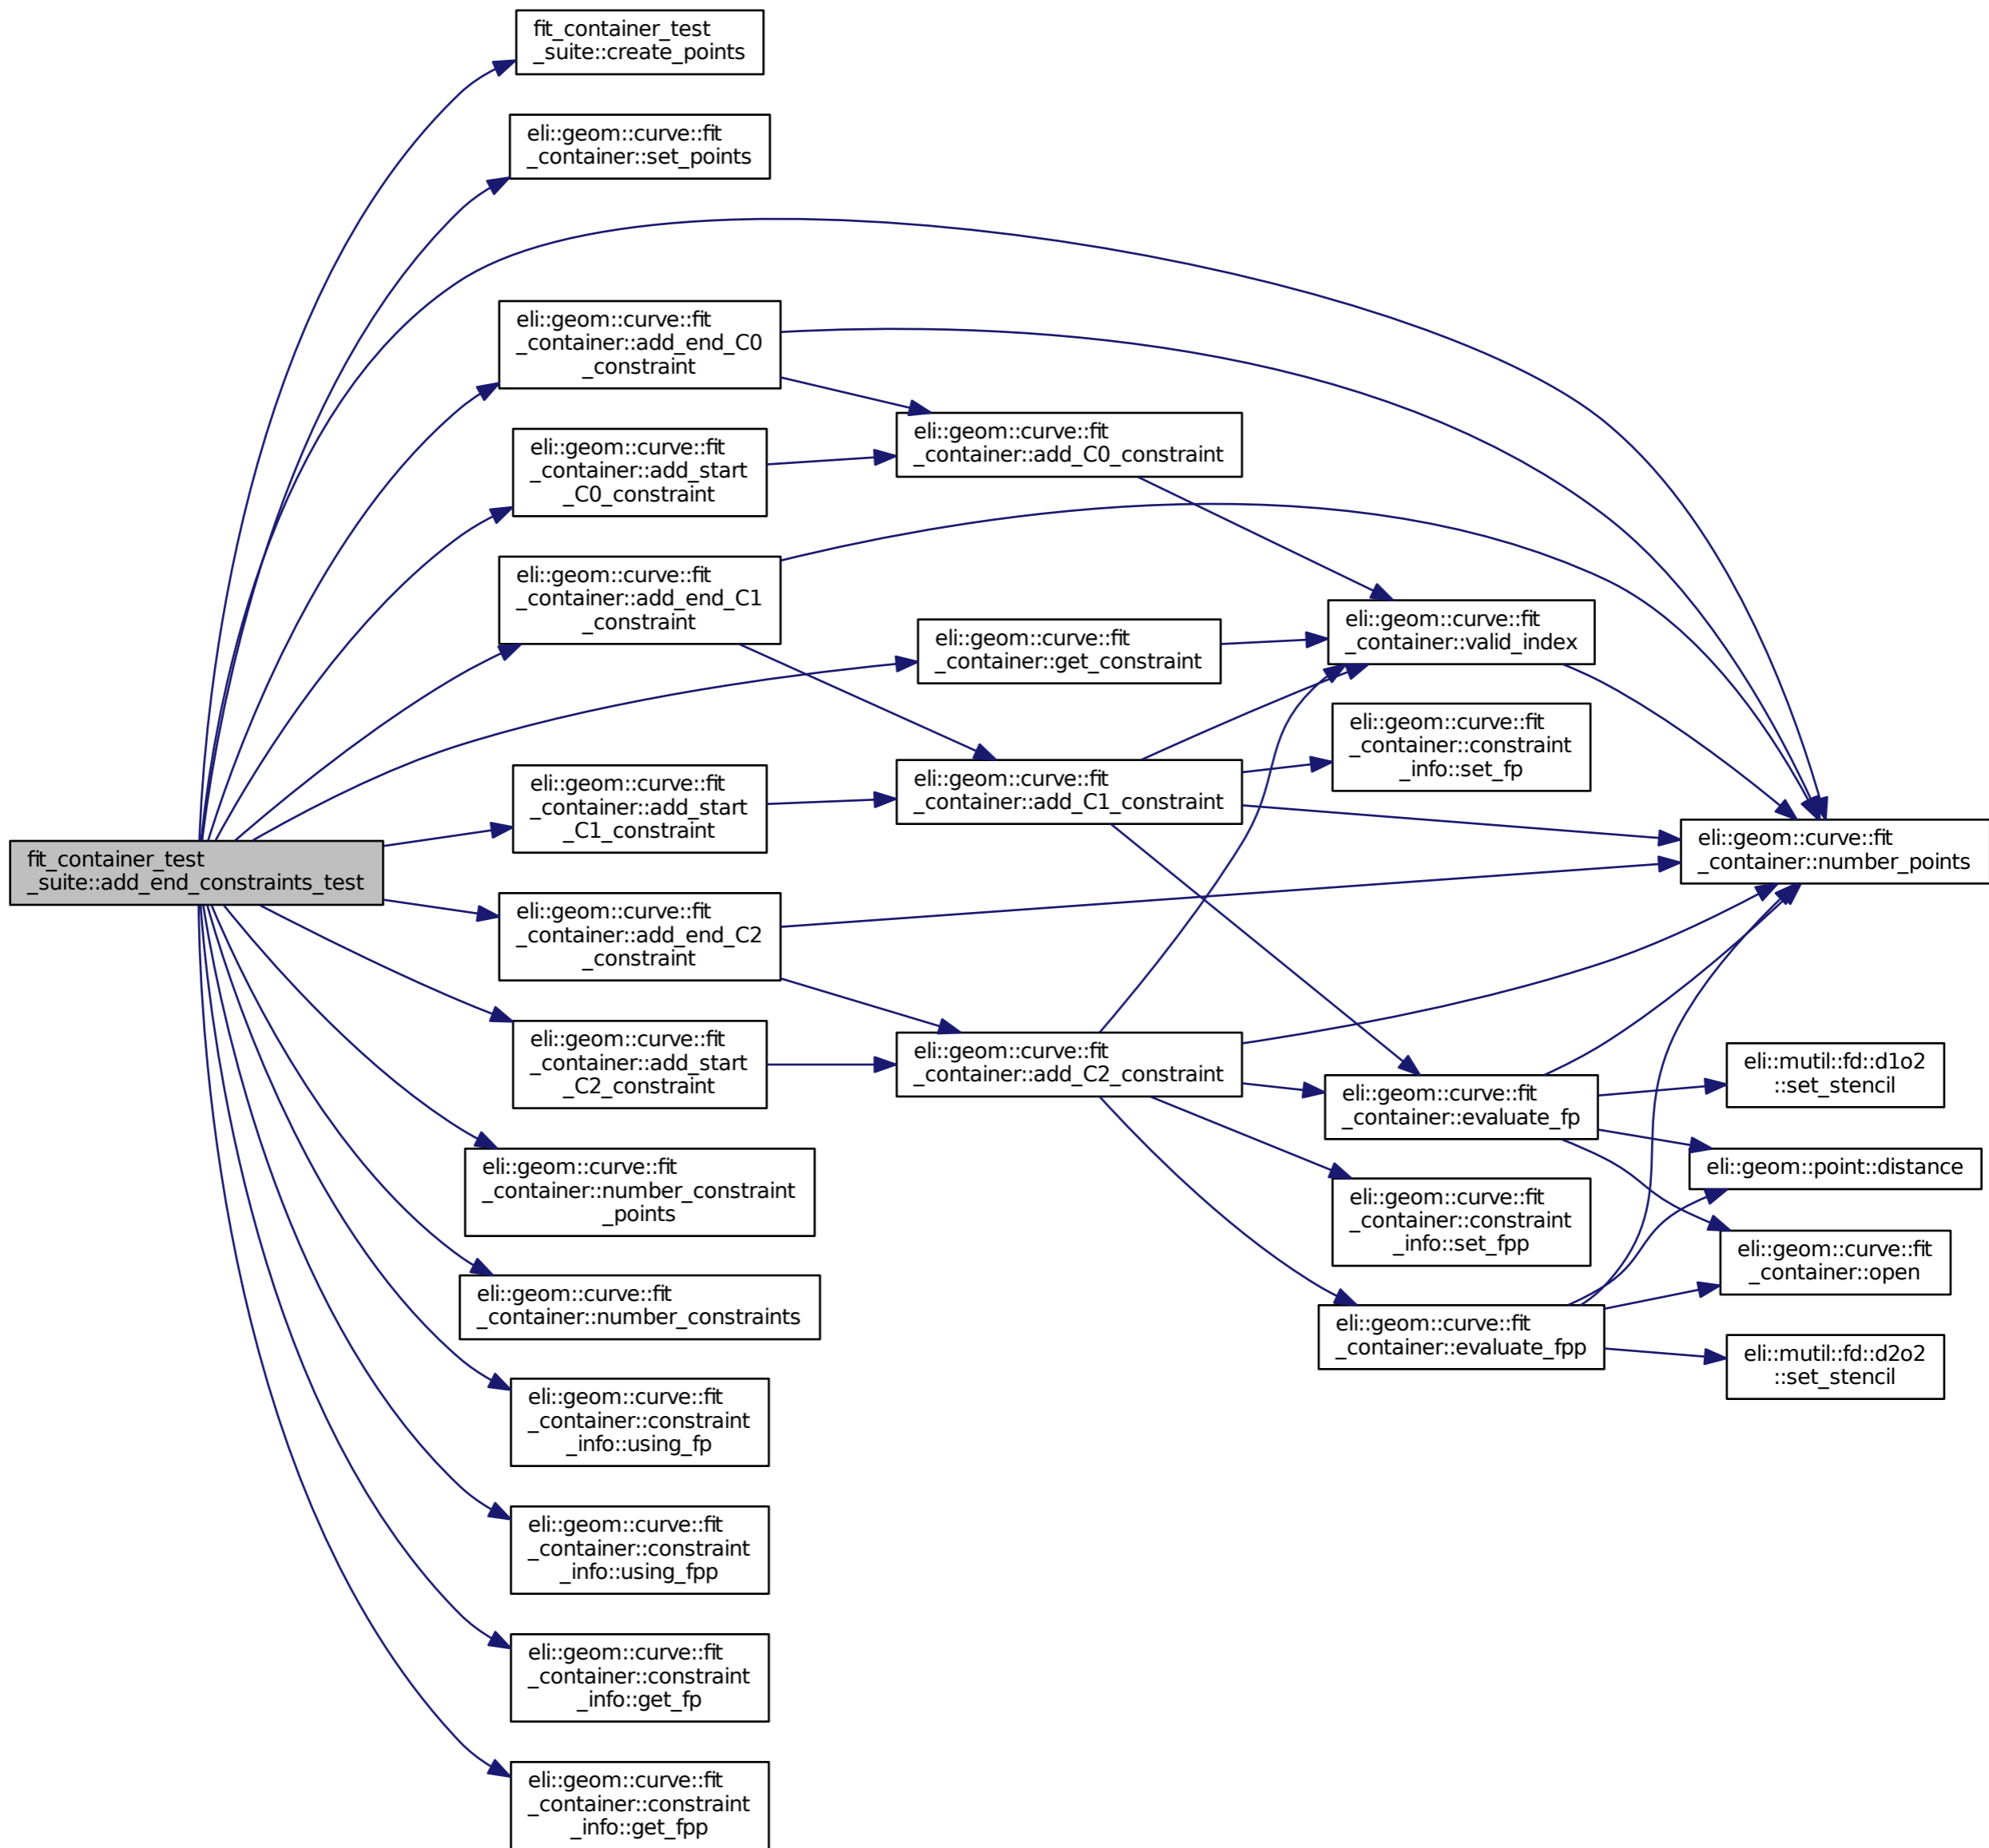 fit_container_test
_suite::create_points
eli::geom::curve::fit
_container::set_points
eli::geom::curve::fit
_container::add_end_C0
_constraint
eli::geom::curve::fit
_container::add_C0_constraint
eli::geom::curve::fit
_container::add_start
_C0_constraint
eli::geom::curve::fit
_container::add_end_C1
_constraint
eli::geom::curve::fit
_container::get_constraint
eli::geom::curve::fit
_container::valid_index
eli::geom::curve::fit
_container::constraint
_info::set_fp
eli::geom::curve::fit
_container::add_start
_C1_constraint
eli::geom::curve::fit
_container::add_C1_constraint
eli::geom::curve::fit
_container::number_points
fit_container_test
_suite::add_end_constraints_test
eli::geom::curve::fit
_container::add_end_C2
_constraint
eli::geom::curve::fit
_container::add_start
_C2_constraint
eli::geom::curve::fit
_container::add_C2_constraint
eli::geom::curve::fit
_container::evaluate_fp
eli::mutil::fd::d1o2
::set_stencil
eli::geom::point::distance
eli::geom::curve::fit
_container::number_constraint
_points
eli::geom::curve::fit
_container::constraint
_info::set_fpp
eli::geom::curve::fit
_container::open
eli::geom::curve::fit
_container::number_constraints
eli::geom::curve::fit
_container::evaluate_fpp
eli::mutil::fd::d2o2
::set_stencil
eli::geom::curve::fit
_container::constraint
_info::using_fp
eli::geom::curve::fit
_container::constraint
_info::using_fpp
eli::geom::curve::fit
_container::constraint
_info::get_fp
eli::geom::curve::fit
_container::constraint
_info::get_fpp